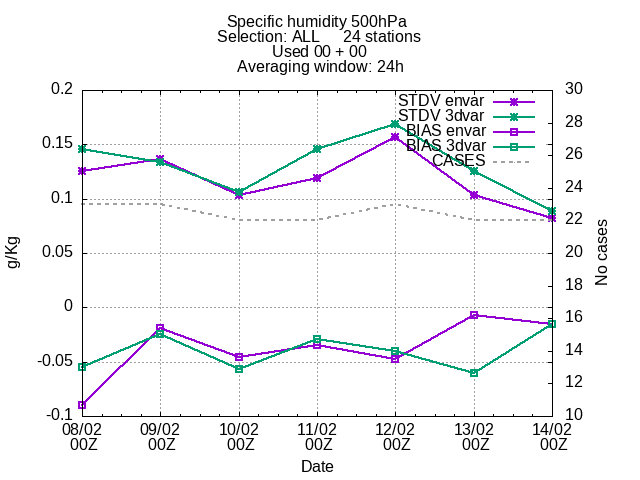 Specific humidity 500hPa
Selection: ALL 24 stations
Used 00 + 00
Averaging window: 24h
STDV envar
STDV 3dvar
BIAS envar
BIAS 3dvar
CASES
0.2
0.15
0.1
0.05
0
-0.05
-0.1
g/Kg
30
28
26
24
22
20
18
16
14
12
10
No cases
08/02 09/02 10/02 11/02 12/02 13/02 14/02
00Z 00Z 00Z 00Z 00Z 00Z 00Z
Date